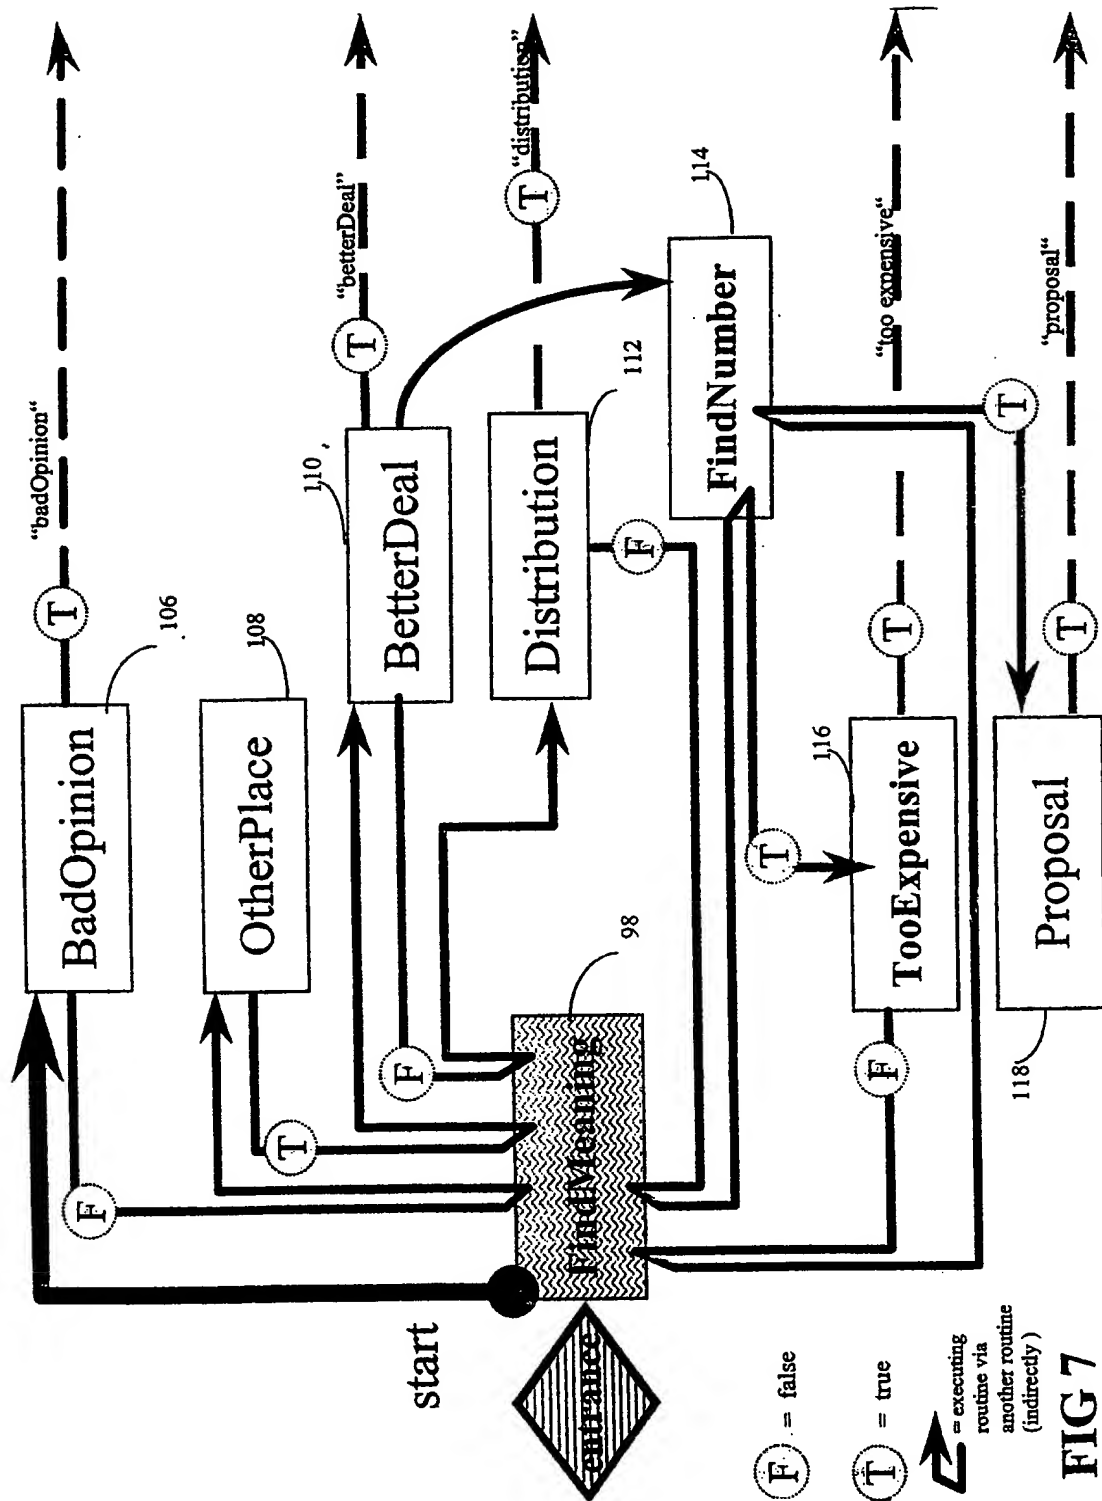 "badOpinion"
T
106
BadOpinion
F
108
OtherPlace
T
"betterDeal"
T
110
BetterDeal
F
"distribution"
T
112
Distribution
F
114
FindNumber
98
FindMeaning
start
entrance
"too expensive"
T
116
TooExpensive
T
F
"proposal"
T
T
Proposal
118
F = false
T = true
= executing
routine via
another routine
(indirectly)
FIG 7